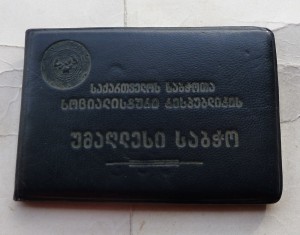 საქართველოს საბჭოთა
სოციალისტური რესპუბლიკის
უმაღლესი საბჭო